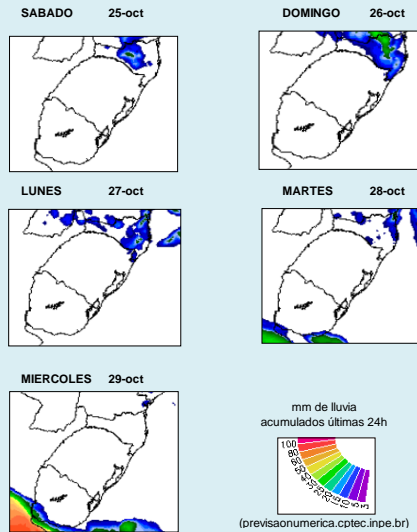 SABADO 25-oct
DOMINGO 26-oct
LUNES 27-oct
MARTES 28-oct
MIERCOLES 29-oct
mm de lluvia
acumulados últimas 24h
100
80
(previsaonumerica.cptec.inpe.br)